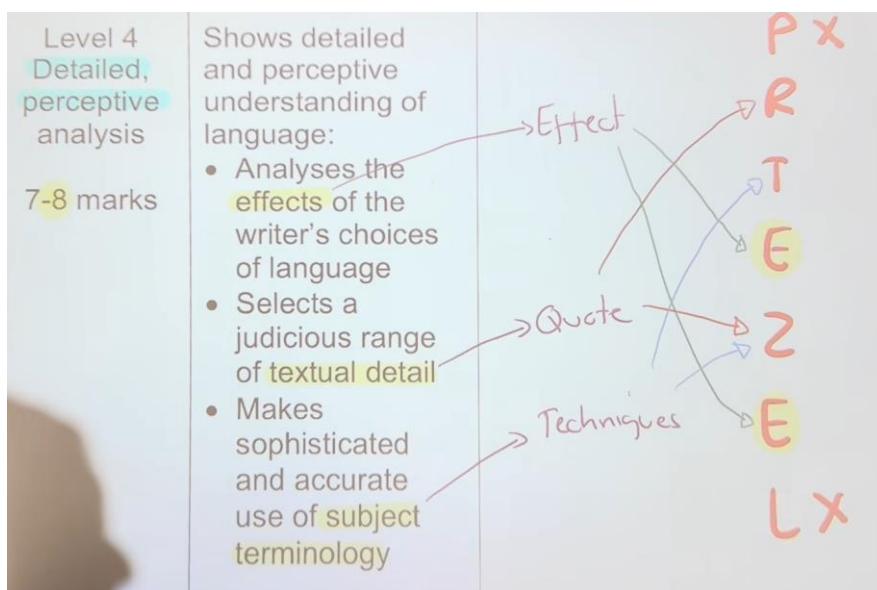 Level 4
Detailed,
perceptive
analysis
7-8 marks
Shows detailed
and perceptive
understanding of
language:
• Analyses the
effects of the
writer's choices
of language
• Selects a
judicious range
of textual detail
• Makes
sophisticated
and accurate
use of subject
terminology
Effect
Quote
Techniques
P X
R
T
E
Z
E
L X